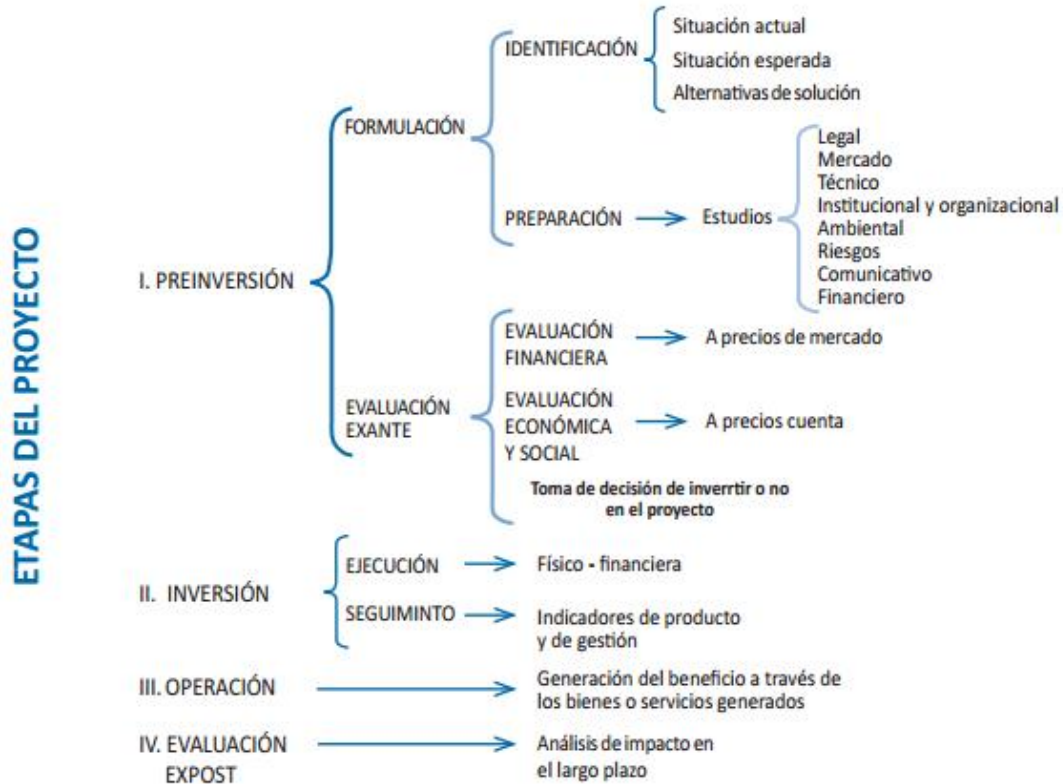 ETAPAS DEL PROYECTO
I. PREINVERSIÓN
FORMULACIÓN
IDENTIFICACIÓN
Situación actual
Situación esperada
Alternativas de solución
PREPARACIÓN
Estudios
Legal
Mercado
Técnico
Institucional y organizacional
Ambiental
Riesgos
Comunicativo
Financiero
EVALUACIÓN
EXANTE
EVALUACIÓN
FINANCIERA
A precios de mercado
EVALUACIÓN
ECONÓMICA
Y SOCIAL
A precios cuenta
Toma de decisión de inverrtir o no
en el proyecto
II. INVERSIÓN
EJECUCIÓN
Físico - financiera
SEGUIMINTO
Indicadores de producto
y de gestión
III. OPERACIÓN
Generación del beneficio a través de
los bienes o servicios generados
IV. EVALUACIÓN
EXPOST
Análisis de impacto en
el largo plazo